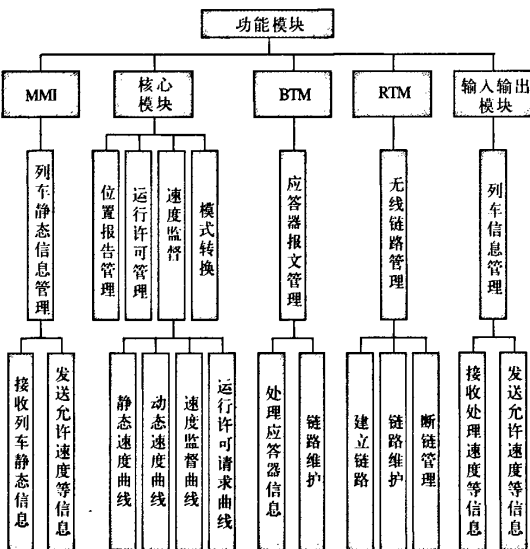 功能模块
MMI
核心
模块
BTM
RTM
输入输出
模块
列车静态信息管理
位置报告管理
运行许可管理
速度监督
模式转换
应答器报文管理
无线链路管理
列车信息管理
接收列车静态信息
发送允许速度等信息
静态速度曲线
动态速度曲线
速度监督曲线
运行许可请求曲线
处理应答器信息
链路维护
建立链路
链路维护
断链管理
接收处理速度等信息
发送允许速度等信息